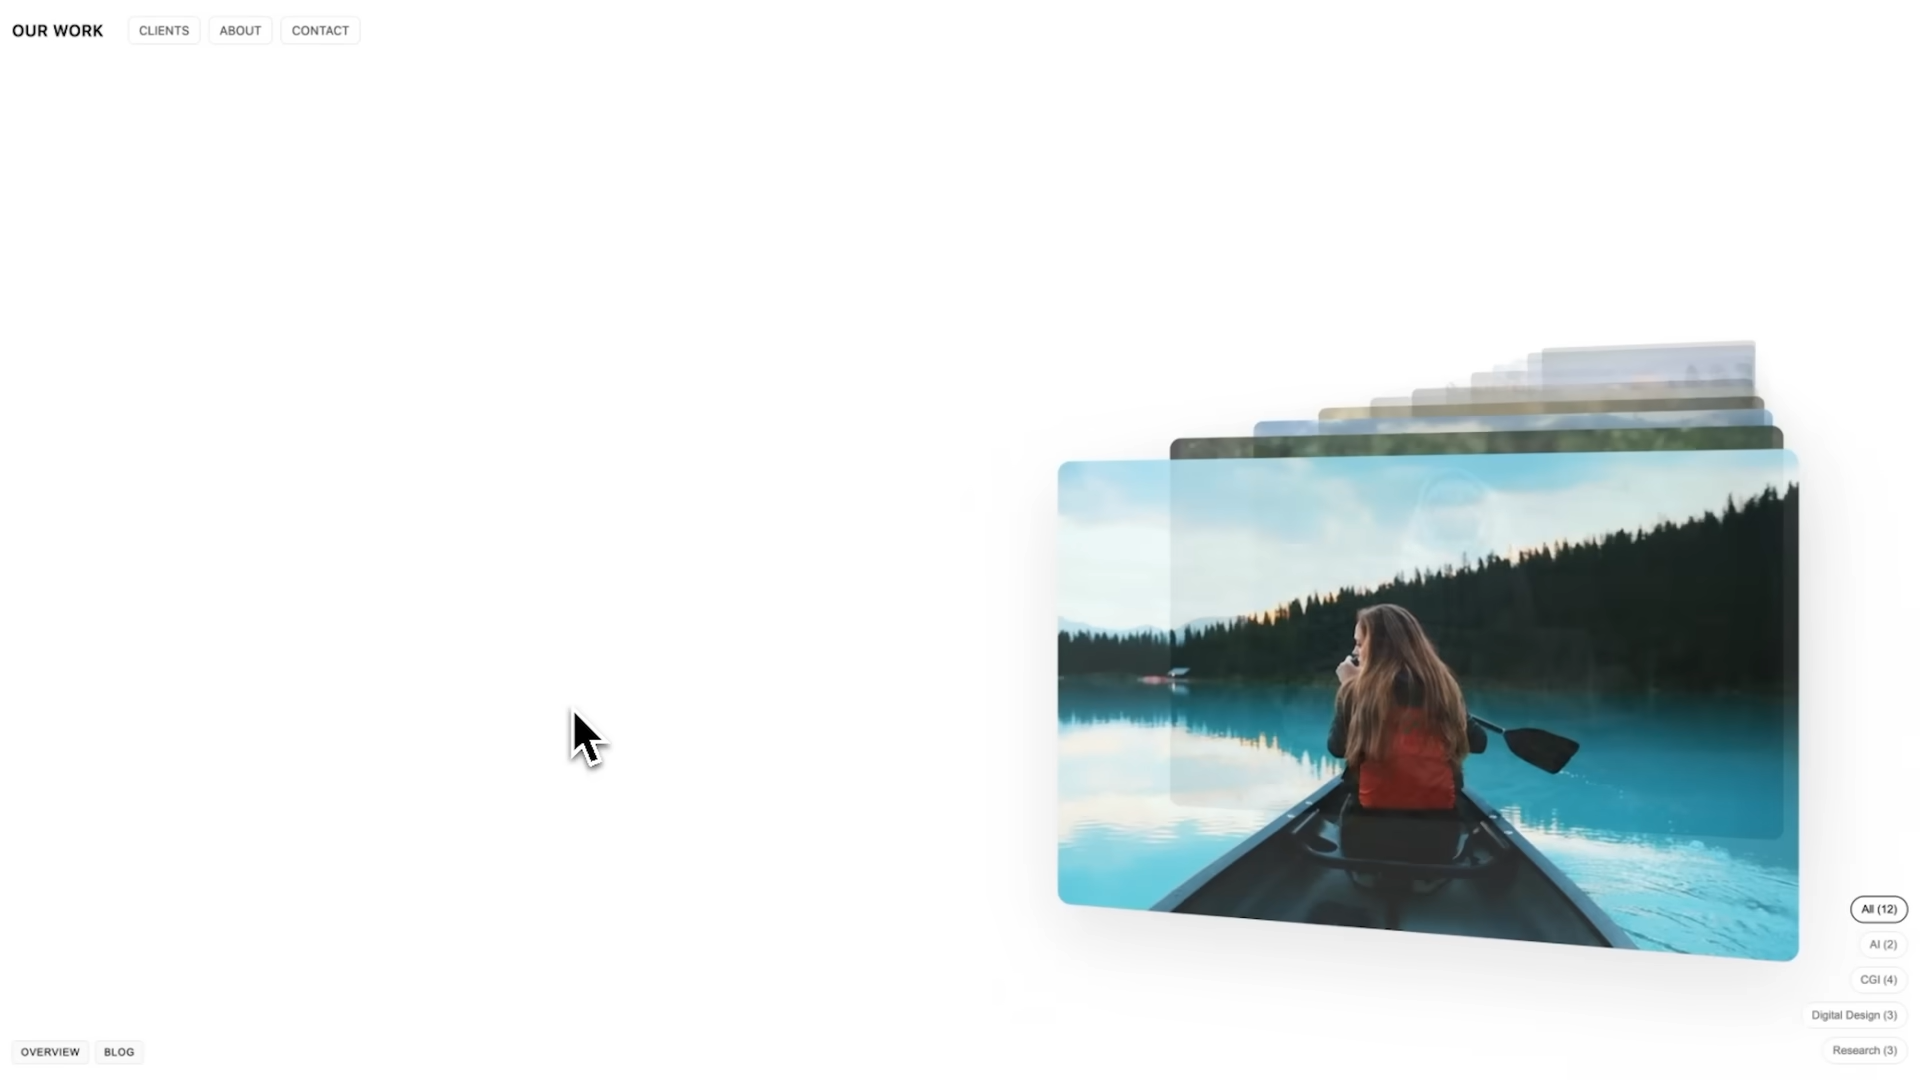 OUR WORK CLIENTS ABOUT CONTACT
All (12)
AI (2)
CGI (4)
Digital Design (3)
Research (3)
OVERVIEW BLOG